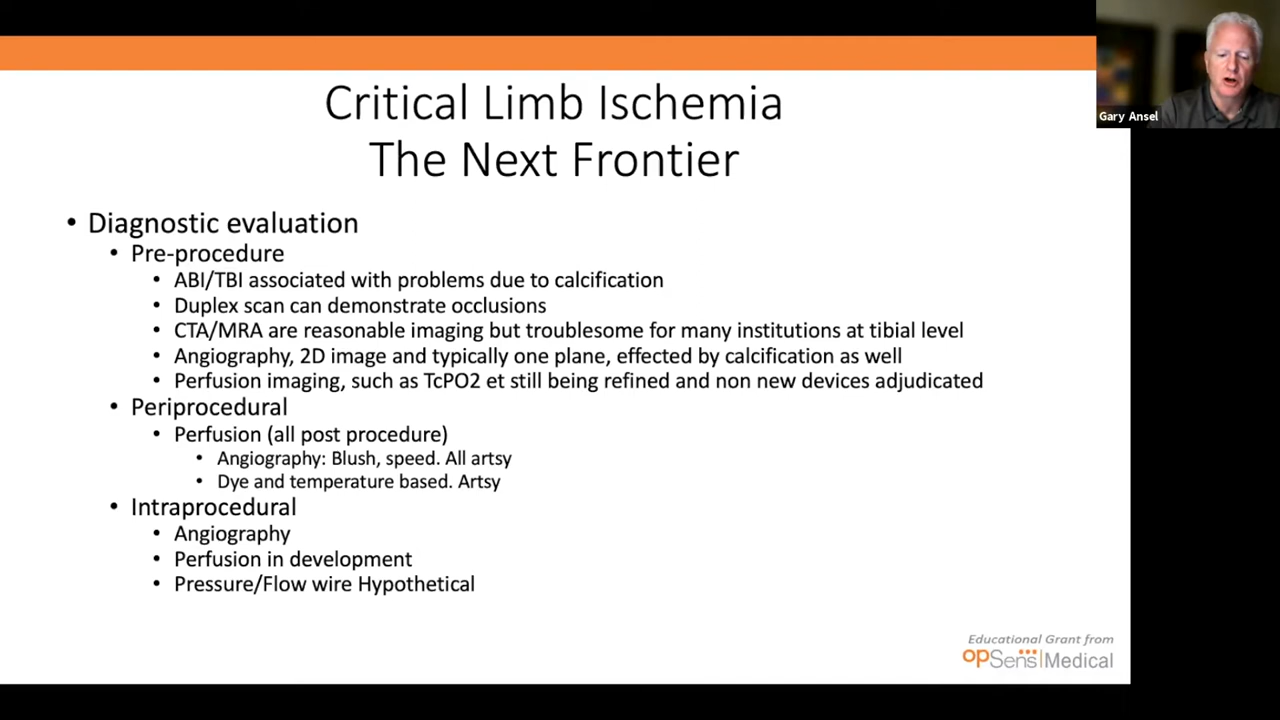 Critical Limb Ischemia
The Next Frontier
• Diagnostic evaluation
• Pre-procedure
• ABI/TBI associated with problems due to calcification
• Duplex scan can demonstrate occlusions
• CTA/MRA are reasonable imaging but troublesome for many institutions at tibial level
• Angiography, 2D image and typically one plane, effected by calcification as well
• Perfusion imaging, such as TcPO2 et still being refined and non new devices adjudicated
• Periprocedural
• Perfusion (all post procedure)
• Angiography: Blush, speed. All artsy
• Dye and temperature based. Artsy
• Intraprocedural
• Angiography
• Perfusion in development
• Pressure/Flow wire Hypothetical
Educational Grant from
opSens|Medical
Gary Ansel